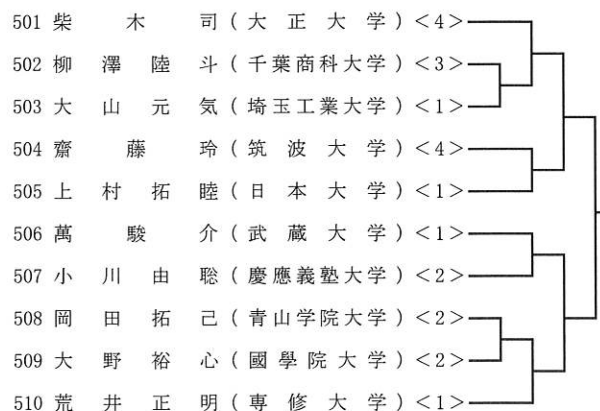 501 柴木司(大正大学)<4>
502 柳澤陸斗(千葉商科大学)<3>
503 大山元気(埼玉工業大学)<1>
504 齋藤玲(筑波大学)<4>
505 上村拓睦(日本大学)<1>
506 萬駿介(武蔵大学)<1>
507 小川由聡(慶應義塾大学)<2>
508 岡田拓己(青山学院大学)<2>
509 大野裕心(國學院大学)<2>
510 荒井正明(専修大学)<1>